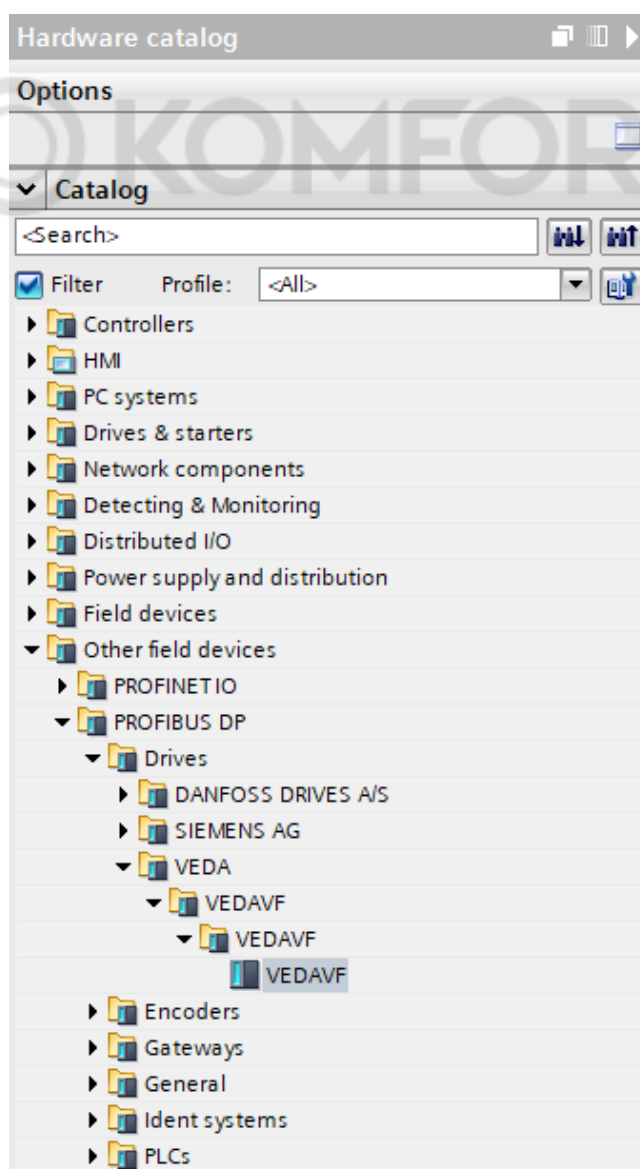 Hardware catalog
Options
© KOMFOR
Catalog
<Search>
Filter Profile: <All>
Controllers
HMI
PC systems
Drives & starters
Network components
Detecting & Monitoring
Distributed I/O
Power supply and distribution
Field devices
Other field devices
PROFINET IO
PROFIBUS DP
Drives
DANFOSS DRIVES A/S
SIEMENS AG
VEDA
VEDAVF
VEDAVF
VEDAVF
Encoders
Gateways
General
Ident systems
PLCs